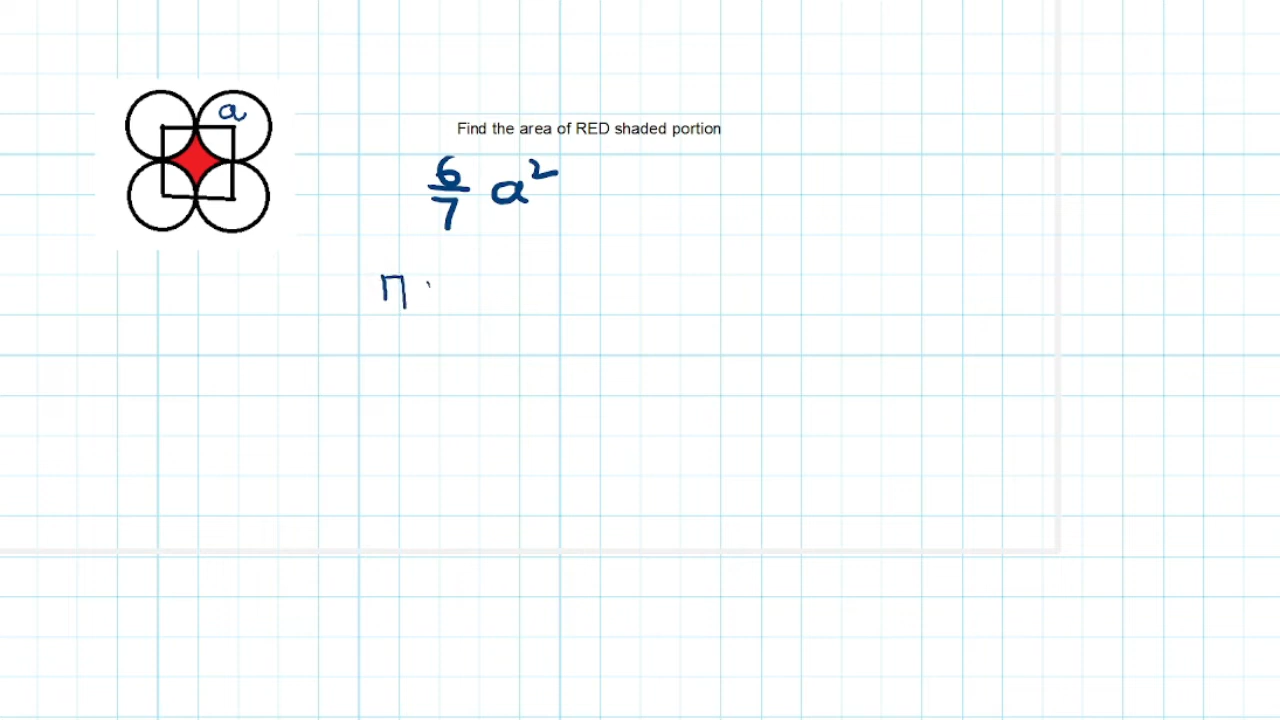 a
Find the area of RED shaded portion
6/7 a²
П